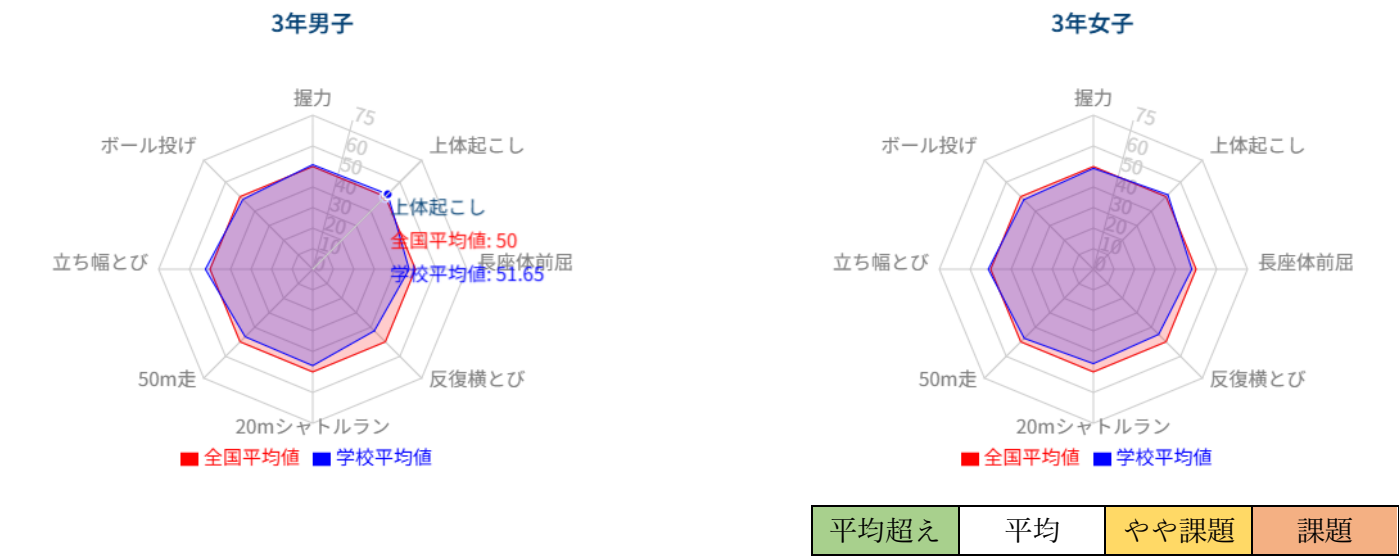 3年男子
握力
75
60
50
40
30
20
10
0
上体起こし
長座体前屈
反復横とび
20mシャトルラン
50m走
立ち幅とび
ボール投げ
上体起こし
全国平均値: 50
学校平均値: 51.65
全国平均値 学校平均値
3年女子
握力
75
60
50
40
30
20
10
0
上体起こし
長座体前屈
反復横とび
20mシャトルラン
50m走
立ち幅とび
ボール投げ
全国平均値 学校平均値
平均超え 平均 やや課題 課題